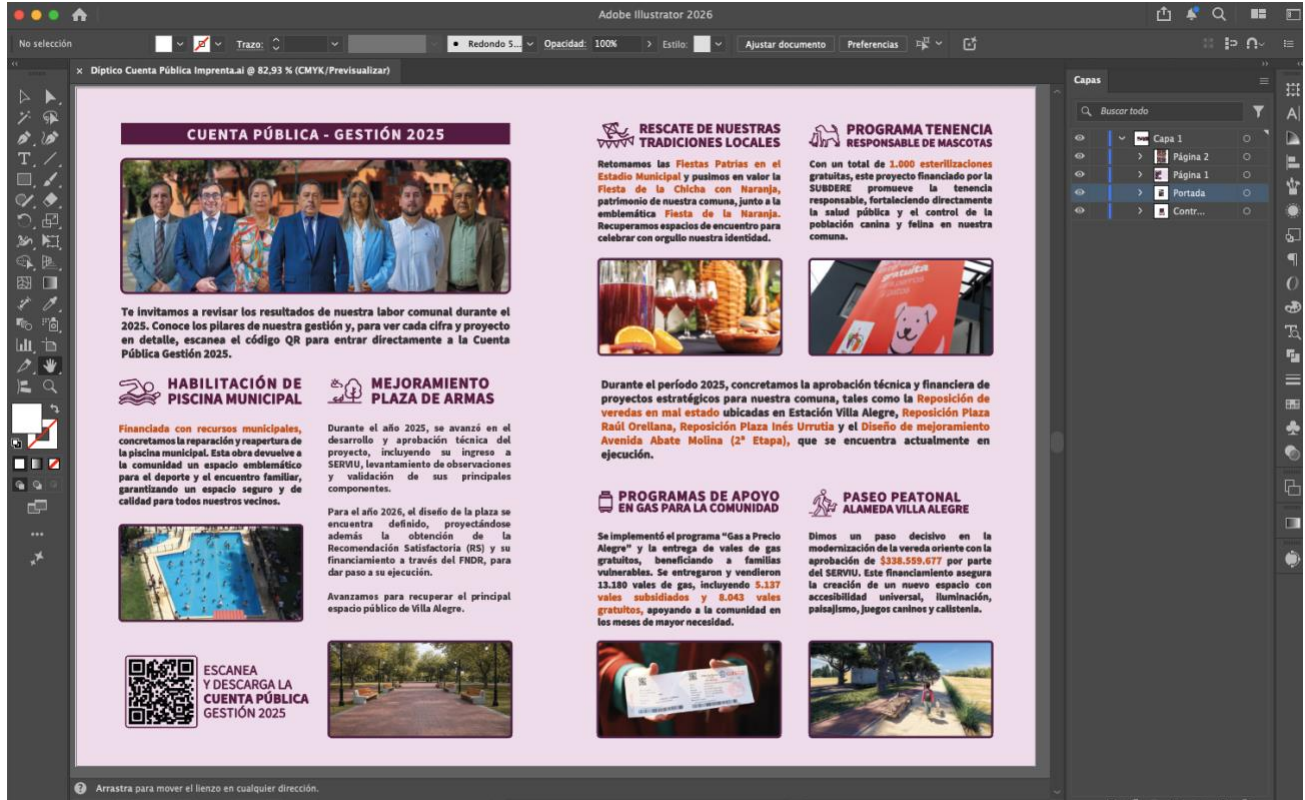 Adobe Illustrator 2026
No selección
Trazo:
Redondo 5...
Opacidad: 100%
Estilo:
Ajustar documento
Preferencias
Díptico Cuenta Pública Imprenta.ai @ 82,93 % (CMYK/Previsualizar)
CUENTA PÚBLICA - GESTIÓN 2025
Te invitamos a revisar los resultados de nuestra labor comunal durante el
2025. Conoce los pilares de nuestra gestión y, para ver cada cifra y proyecto
en detalle, escanea el código QR para entrar directamente a la Cuenta
Pública Gestión 2025.
HABILITACIÓN DE
PISCINA MUNICIPAL
Financiada con recursos municipales,
concretamos la reparación y reapertura de
la piscina municipal. Esta obra devuelve a
la comunidad un espacio emblemático
para el deporte y el encuentro familiar,
garantizando un espacio seguro y de
calidad para todos nuestros vecinos.
ESCANEA
Y DESCARGA LA
CUENTA PÚBLICA
GESTIÓN 2025
MEJORAMIENTO
PLAZA DE ARMAS
Durante el año 2025, se avanzó en el
desarrollo y aprobación técnica del
proyecto, incluyendo su ingreso a
SERVIU, levantamiento de observaciones
y validación de sus principales
componentes.
Para el año 2026, el diseño de la plaza se
encuentra definido, proyectándose
además la obtención de la
Recomendación Satisfactoria (RS) y su
financiamiento a través del FNDR, para
dar paso a su ejecución.
Avanzamos para recuperar el principal
espacio público de Villa Alegre.
RESCATE DE NUESTRAS
TRADICIONES LOCALES
Retomamos las Fiestas Patrias en el
Estadio Municipal y pusimos en valor la
Fiesta de la Chicha con Naranja,
patrimonio de nuestra comuna, junto a la
emblemática Fiesta de la Naranja.
Recuperamos espacios de encuentro para
celebrar con orgullo nuestra identidad.
PROGRAMA TENENCIA
RESPONSABLE DE MASCOTAS
Con un total de 1.000 esterilizaciones
gratuitas, este proyecto financiado por la
SUBDERE promueve la tenencia
responsable, fortaleciendo directamente
la salud pública y el control de la
población canina y felina en nuestra
comuna.
gratuita
Durante el período 2025, concretamos la aprobación técnica y financiera de
proyectos estratégicos para nuestra comuna, tales como la Reposición de
veredas en mal estado ubicadas en Estación Villa Alegre, Reposición Plaza
Raúl Orellana, Reposición Plaza Inés Urrutia y el Diseño de mejoramiento
Avenida Abate Molina (2ª Etapa), que se encuentra actualmente en
ejecución.
PROGRAMAS DE APOYO
EN GAS PARA LA COMUNIDAD
Se implementó el programa “Gas a Precio
Alegre” y la entrega de vales de gas
gratuitos, beneficiando a familias
vulnerables. Se entregaron y vendieron
13.180 vales de gas, incluyendo 5.137
vales subsidiados y 8.043 vales
gratuitos, apoyando a la comunidad en
los meses de mayor necesidad.
PASEO PEATONAL
ALAMEDA VILLA ALEGRE
Dimos un paso decisivo en la
modernización de la vereda oriente con la
aprobación de $338.559.677 por parte
del SERVIU. Este financiamiento asegura
la creación de un nuevo espacio con
accesibilidad universal, iluminación,
paisajismo, juegos caninos y calistenia.
Capas
Buscar todo
Capa 1
Página 2
Página 1
Portada
Contr...
Arrastra para mover el lienzo en cualquier dirección.